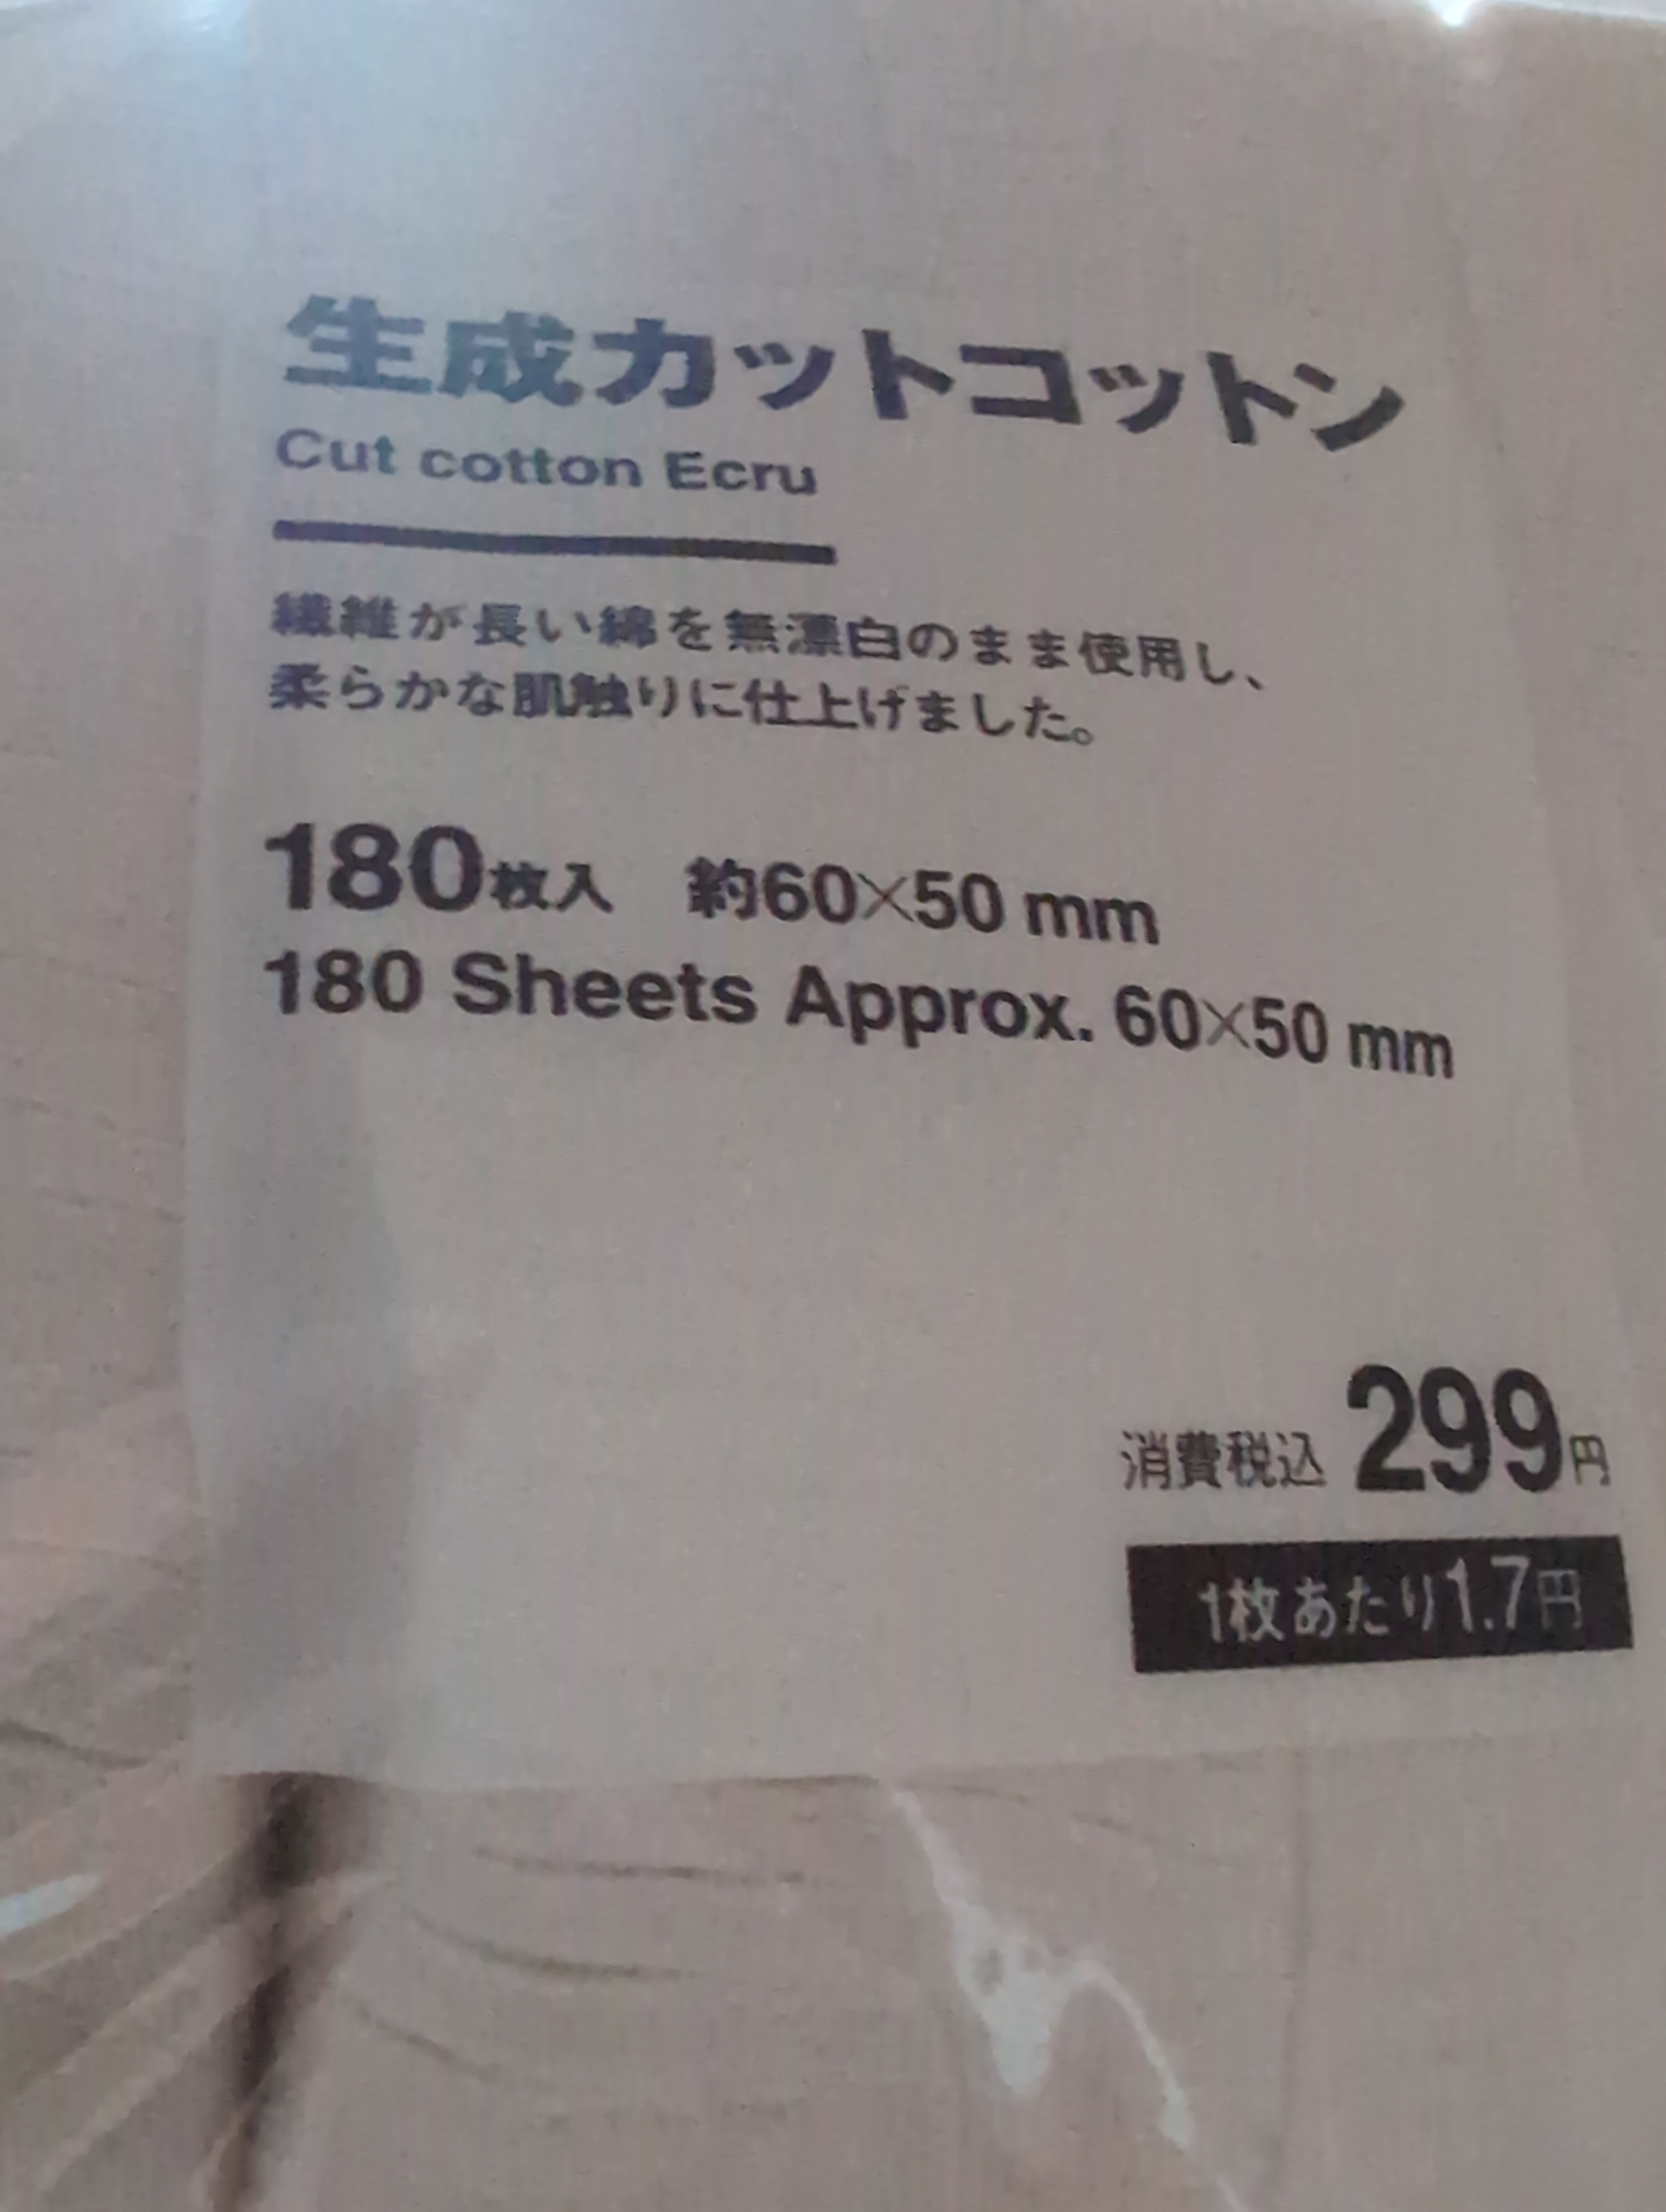 生成カットコットン
Cut cotton Ecru
繊維が長い綿を無漂白のまま使用し、
柔らかな肌触りに仕上げました。
180枚入 約60×50 mm
180 Sheets Approx. 60×50 mm
消費税込 299円
1枚あたり1.7円